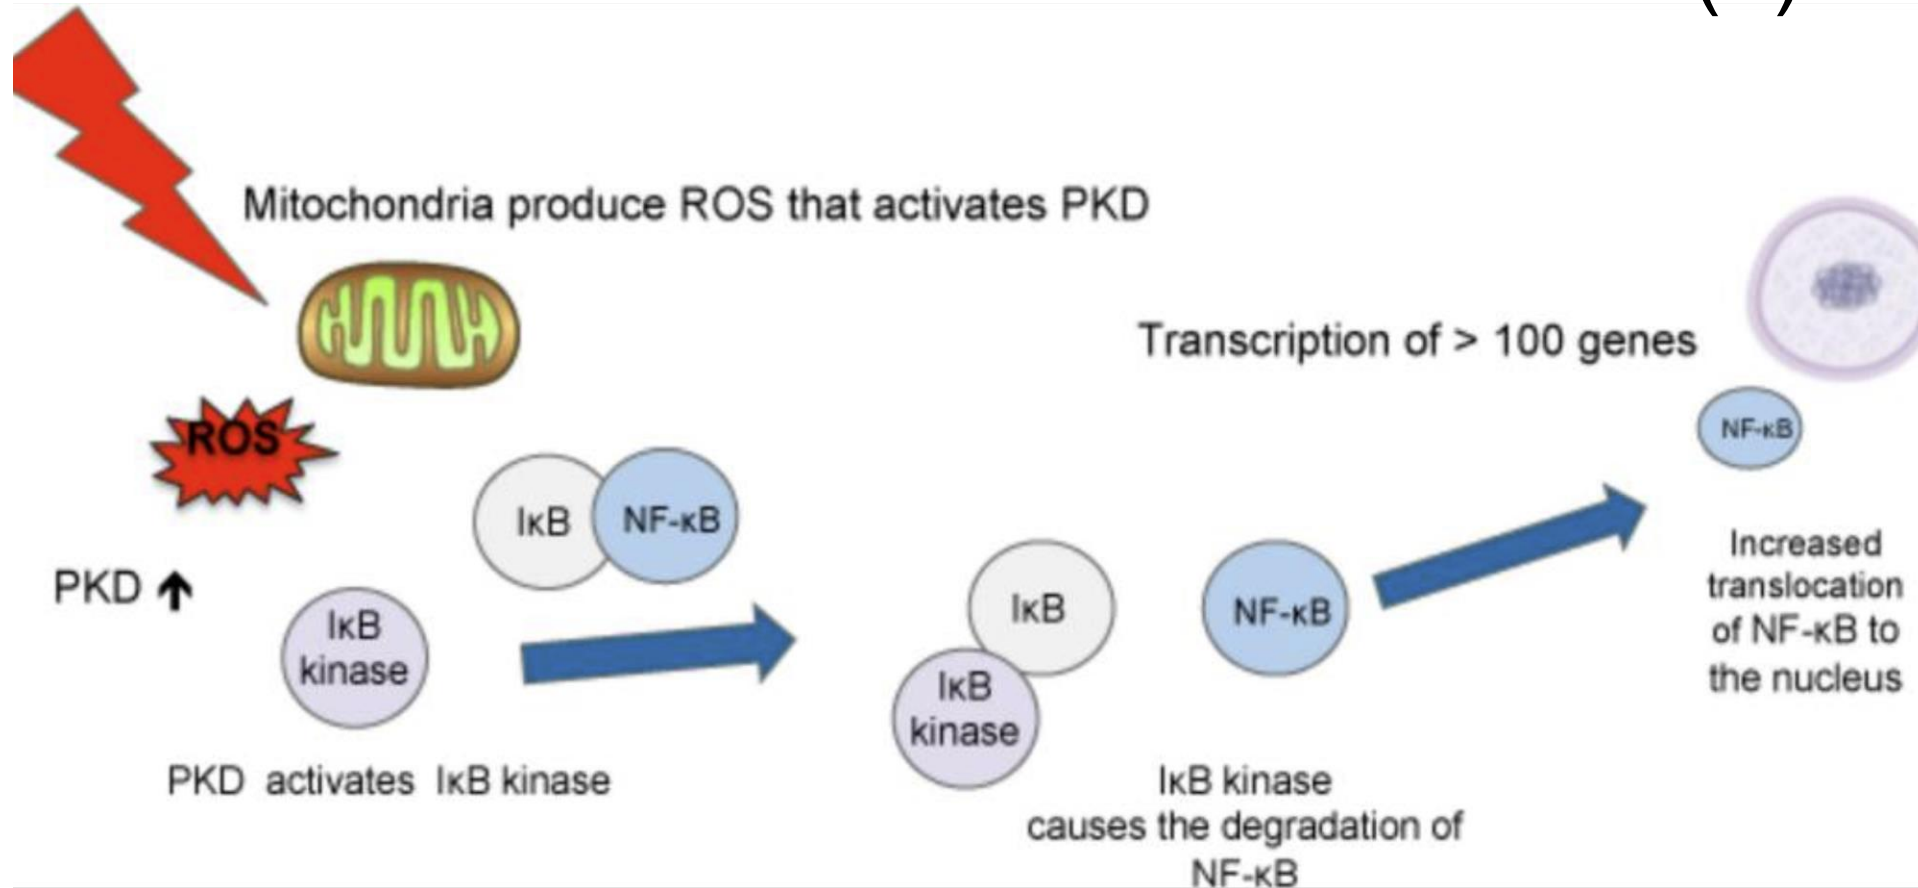 Mitochondria produce ROS that activates PKD
Transcription of > 100 genes
NF-κB
ROS
IκB
NF-κB
PKD
IκB
kinase
IκB
NF-κB
IκB
kinase
Increased
translocation
of NF-κB to
the nucleus
PKD activates IκB kinase
IκB kinase
causes the degradation of
NF-κB